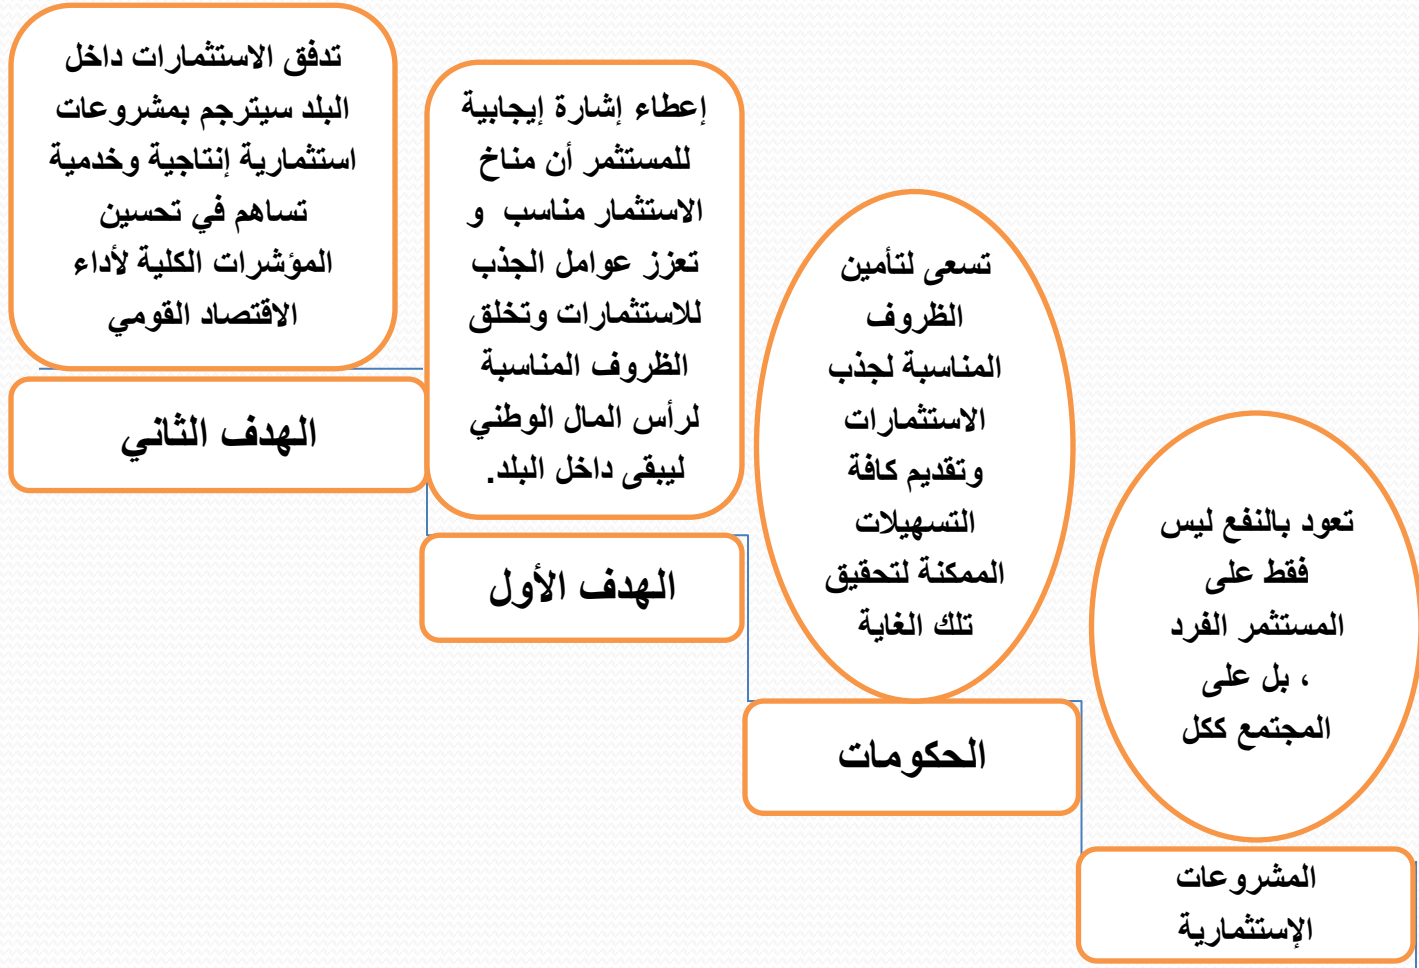 تعود بالنفع ليس
فقط على
المستثمر الفرد
، بل على
المجتمع ككل
المشروعات
الإستثمارية
تسعى لتأمين
الظروف
المناسبة لجذب
الاستثمارات
وتقديم كافة
التسهيلات
الممكنة لتحقيق
تلك الغاية
الحكومات
إعطاء إشارة إيجابية
للمستثمر أن مناخ
الاستثمار مناسب و
تعزز عوامل الجذب
للاستثمارات وتخلق
الظروف المناسبة
لرأس المال الوطني
ليبقى داخل البلد.
الهدف الأول
تدفق الاستثمارات داخل
البلد سيترجم بمشروعات
استثمارية إنتاجية وخدمية
تساهم في تحسين
المؤشرات الكلية لأداء
الاقتصاد القومي
الهدف الثاني